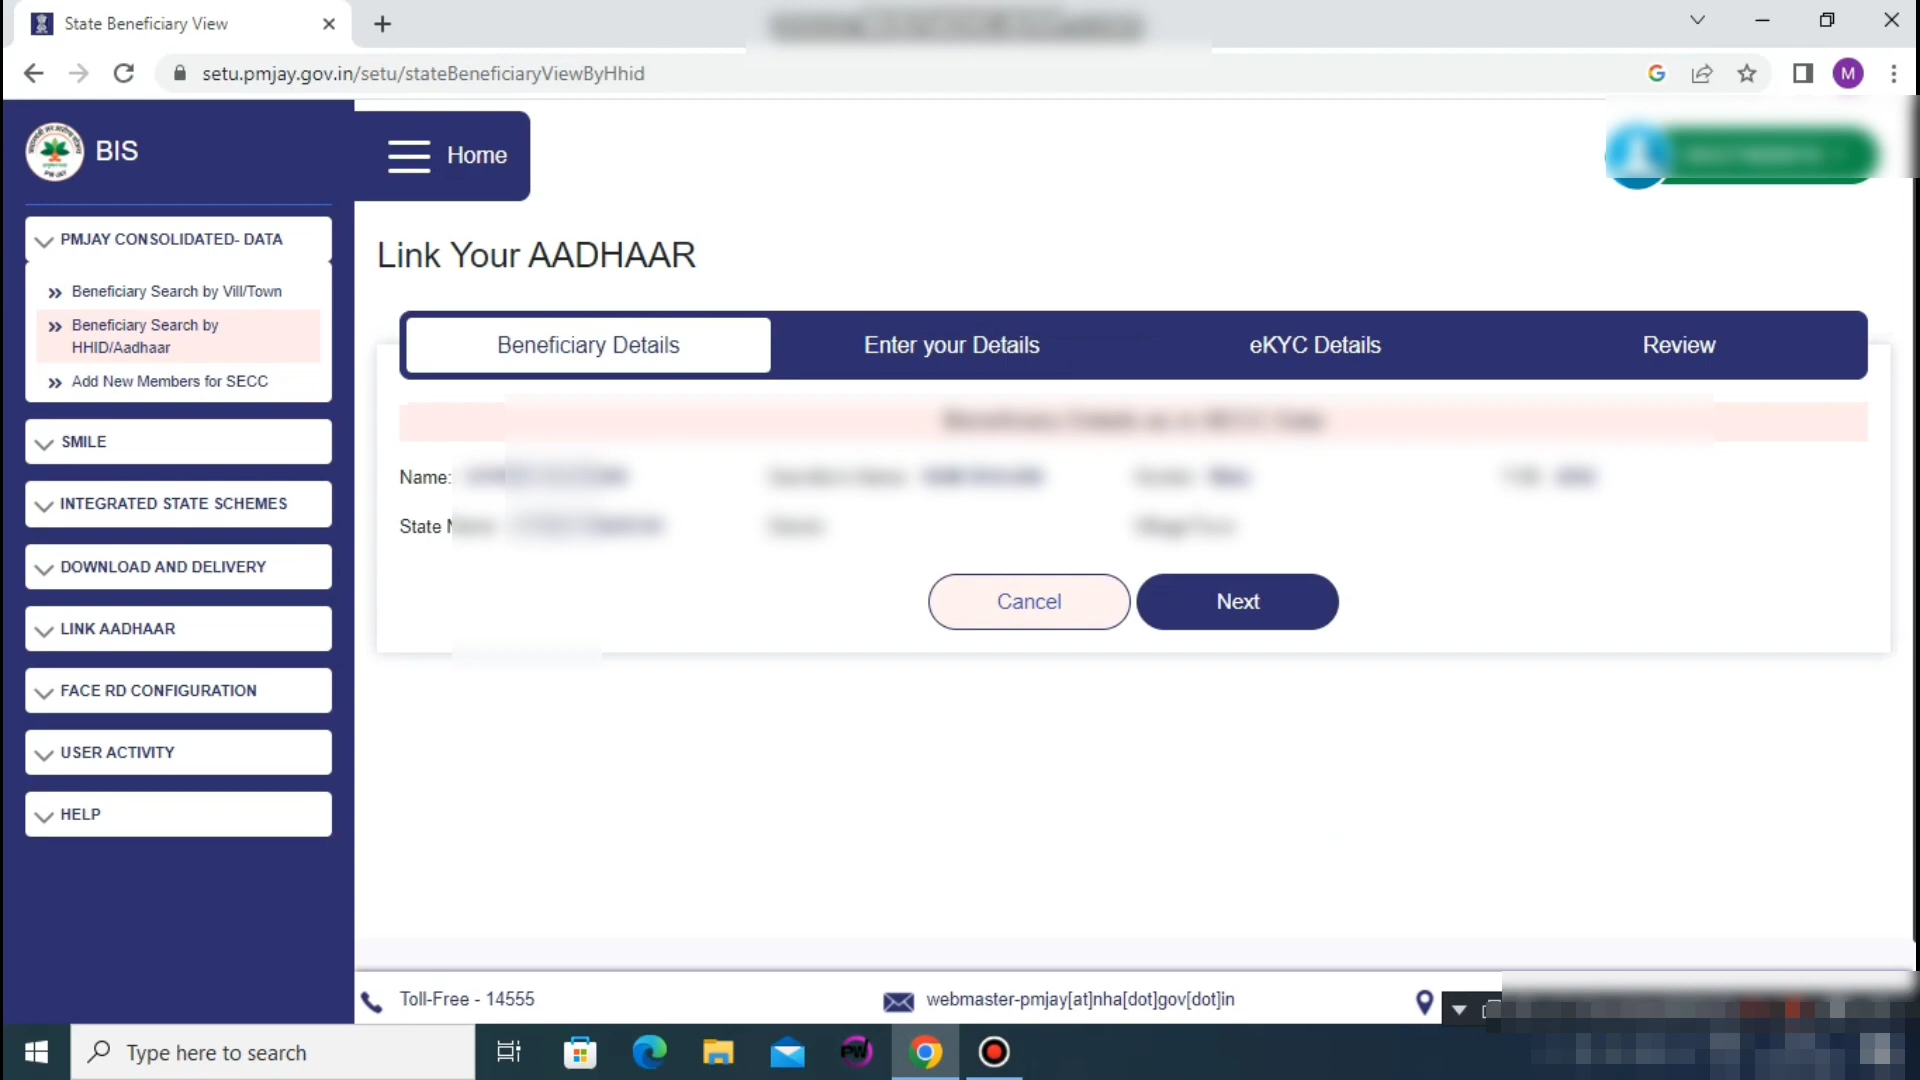 State Beneficiary View
setu.pmjay.gov.in/setu/stateBeneficiaryViewByHhid
M
BIS
Home
PMJAY CONSOLIDATED- DATA
Beneficiary Search by Vill/Town
Beneficiary Search by
HHID/Aadhaar
Add New Members for SECC
SMILE
INTEGRATED STATE SCHEMES
DOWNLOAD AND DELIVERY
LINK AADHAAR
FACE RD CONFIGURATION
USER ACTIVITY
HELP
Link Your AADHAAR
Beneficiary Details Enter your Details eKYC Details Review
Name:
State
Cancel Next
Toll-Free - 14555 webmaster-pmjay[at]nha[dot]gov[dot]in
Type here to search
PW